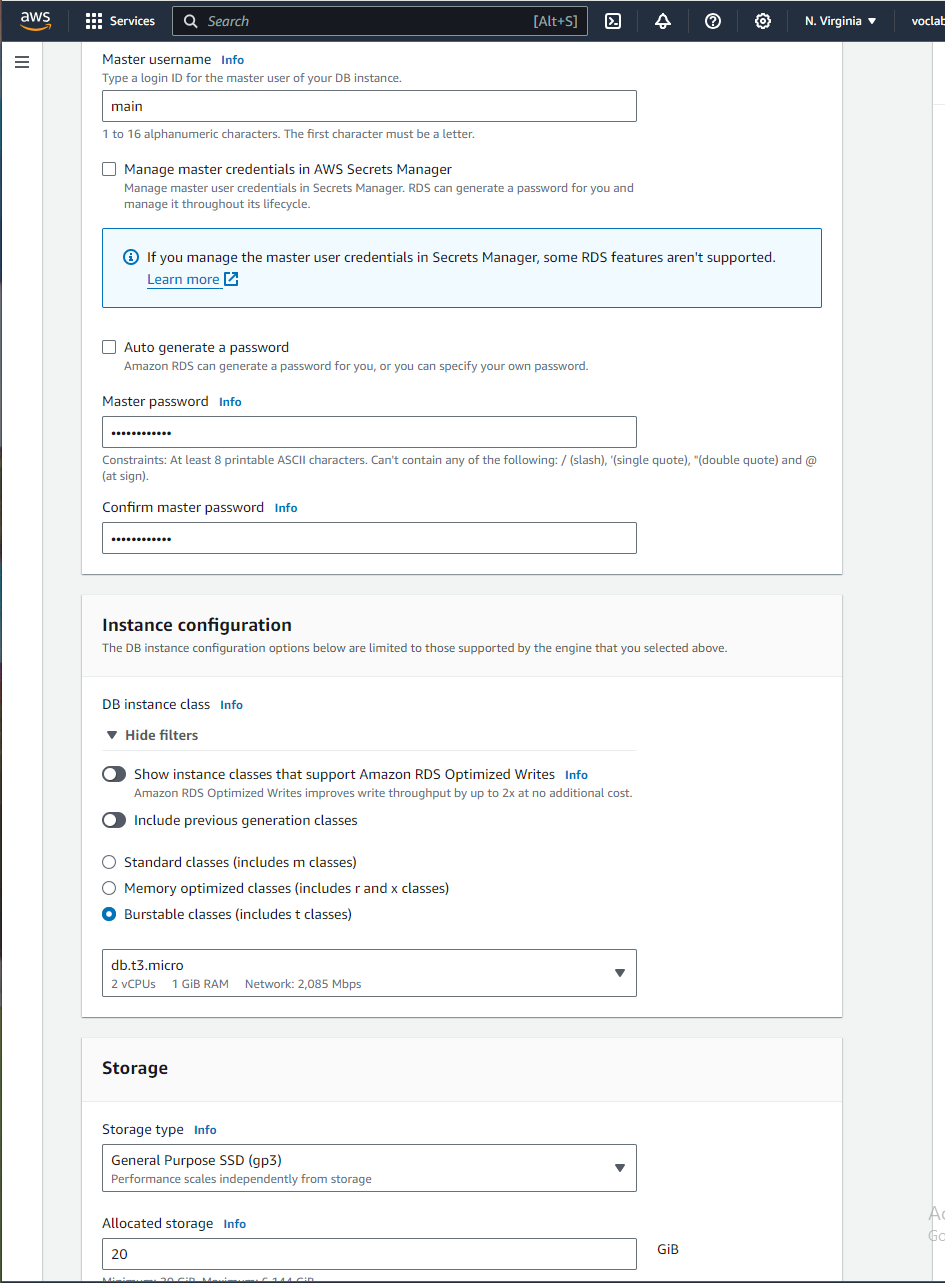 aws Services Search [Alt+S] N. Virginia
Master username Info
Type a login ID for the master user of your DB instance.
main
1 to 16 alphanumeric characters. The first character must be a letter.
Manage master credentials in AWS Secrets Manager
Manage master user credentials in Secrets Manager. RDS can generate a password for you and
manage it throughout its lifecycle.
If you manage the master user credentials in Secrets Manager, some RDS features aren't supported.
Learn more
Auto generate a password
Amazon RDS can generate a password for you, or you can specify your own password.
Master password Info
••••••••••••
Constraints: At least 8 printable ASCII characters. Can't contain any of the following: / (slash), '(single quote), "(double quote) and @
(at sign).
Confirm master password Info
••••••••••••
Instance configuration
The DB instance configuration options below are limited to those supported by the engine that you selected above.
DB instance class Info
Hide filters
Show instance classes that support Amazon RDS Optimized Writes Info
Amazon RDS Optimized Writes improves write throughput by up to 2x at no additional cost.
Include previous generation classes
Standard classes (includes m classes)
Memory optimized classes (includes r and x classes)
Burstable classes (includes t classes)
db.t3.micro
2 vCPUs 1 GiB RAM Network: 2,085 Mbps
Storage
Storage type Info
General Purpose SSD (gp3)
Performance scales independently from storage
Allocated storage Info
20 GiB